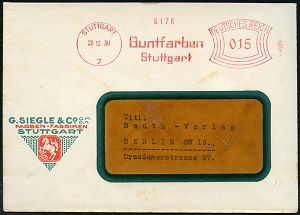 6178
STUTTGART
20.12.30
7
Buntfarben
Stuttgart
DEUTSCHES REICH
015
G. SIEGLE & Co
FARBEN-FABRIKEN
STUTTGART
Titl.
Beuth - Verlag
BERLIN SW 19.,
Dresdenerstrasse 97.